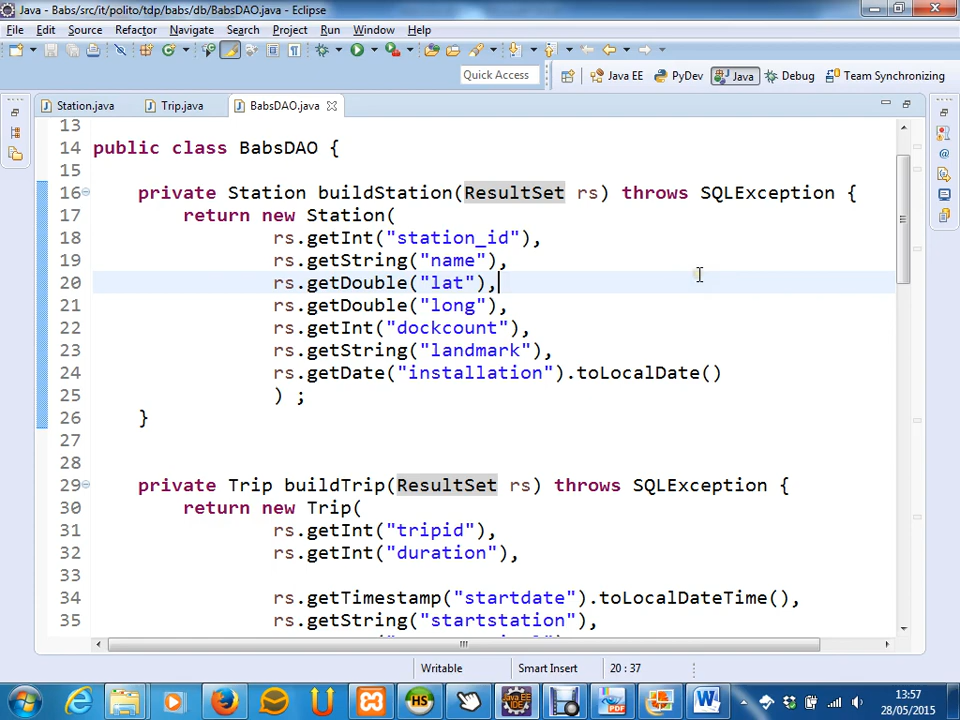 Java - Babs/src/it/polito/tdp/babs/db/BabsDAO.java - Eclipse
File Edit Source Refactor Navigate Search Project Run Window Help
Quick Access Java EE PyDev Java Debug Team Synchronizing
Station.java Trip.java BabsDAO.java
13
14 public class BabsDAO {
15
16 private Station buildStation(ResultSet rs) throws SQLException {
17 return new Station(
18 rs.getInt("station_id"),
19 rs.getString("name"),
20 rs.getDouble("lat"),
21 rs.getDouble("long"),
22 rs.getInt("dockcount"),
23 rs.getString("landmark"),
24 rs.getDate("installation").toLocalDate()
25 ) ;
26 }
27
28
29 private Trip buildTrip(ResultSet rs) throws SQLException {
30 return new Trip(
31 rs.getInt("tripid"),
32 rs.getInt("duration"),
33
34 rs.getTimestamp("startdate").toLocalDateTime(),
35 rs.getString("startstation"),
Writable Smart Insert 20 : 37
13:57
28/05/2015